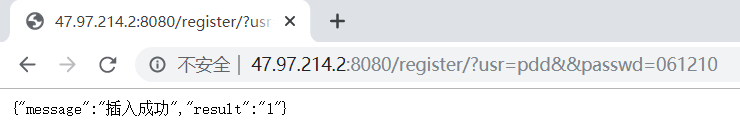 47.97.214.2:8080/register/?usr
不安全 | 47.97.214.2:8080/register/?usr=pdd&&passwd=061210
{"message":"插入成功","result":"1"}